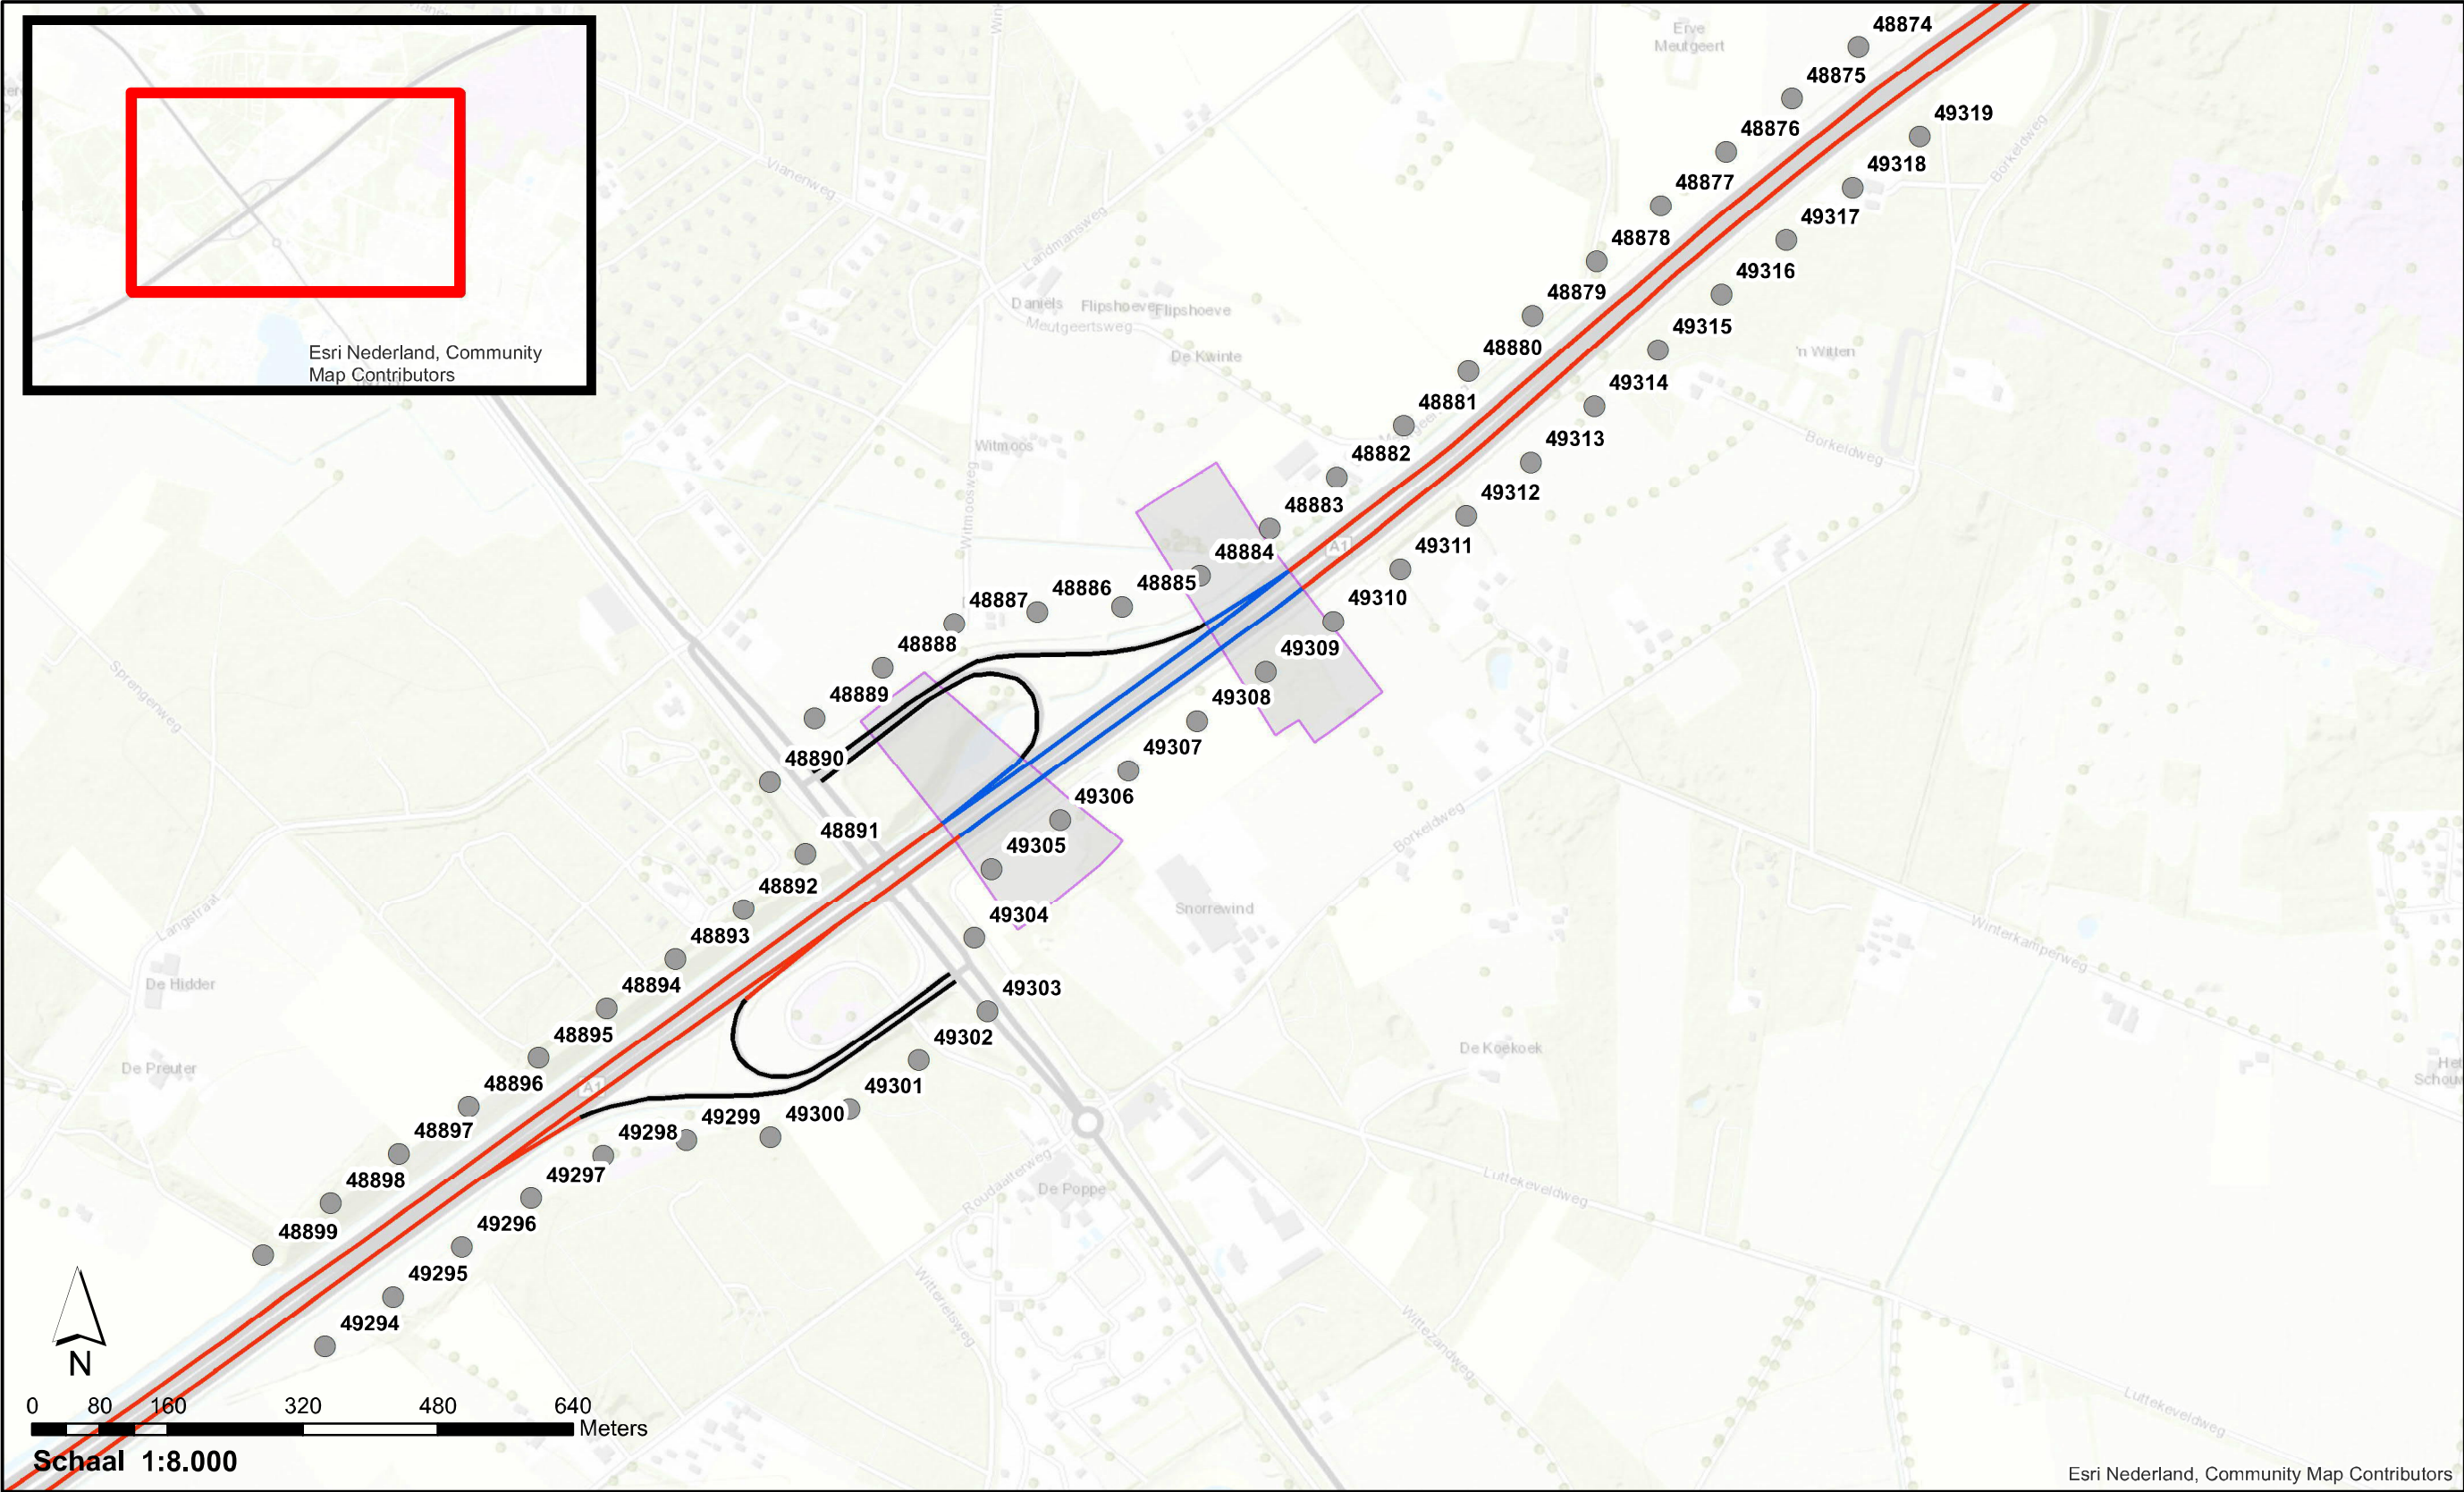 Esri Nederland, Community
Map Contributors
Erve
Meutgeert
48874
48875
49319
48876
49318
48877
49317
48878
49316
48879
49315
48880
49314
48881
49313
48882
49312
48883
49311
48884
48885
49310
48886
48887
49309
48888
49308
48889
49307
48890
49306
48891
49305
48892
49304
48893
49303
48894
49302
48895
49301
48896
49300
49299
49298
48897
49297
48898
49296
48899
49295
49294
Vianerweg
Landmansweg
Borkeldweg
Daniels
Flipshoeve
Flipshoeve
Meutgeertsweg
De Kwinte
'n Witten
Witmoos
Witmoosweg
Borkeldweg
A1
Sprengenweg
Borkeldweg
Langstraat
Snorrewind
Winterkamperweg
De Hidder
De Koekoek
De Preuter
A1
Roudaalterweg
De Poppe
Luttekeveldweg
Witterietsweg
Wittezandweg
Luttekeveldweg
N
0 80 160 320 480 640
Meters
Schaal 1:8.000
Esri Nederland, Community Map Contributors